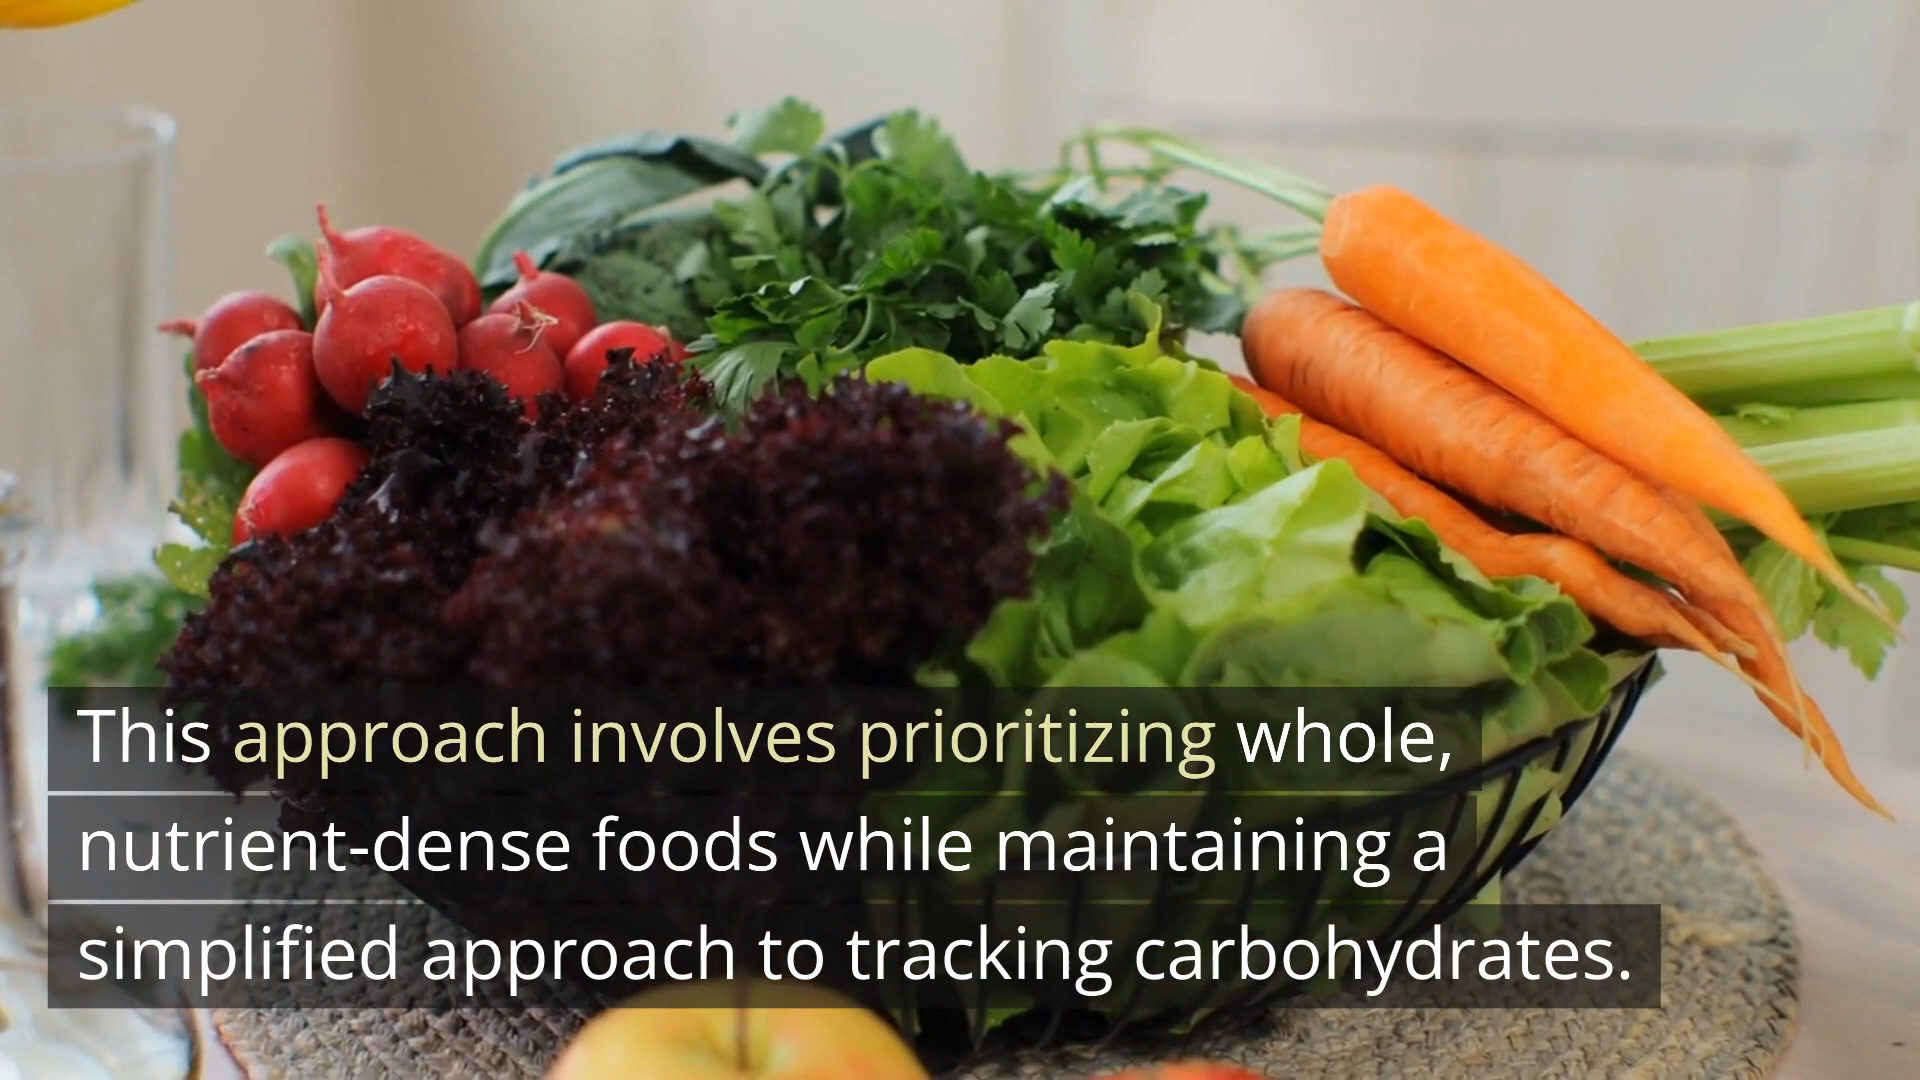 This approach involves prioritizing whole,
nutrient-dense foods while maintaining a
simplified approach to tracking carbohydrates.